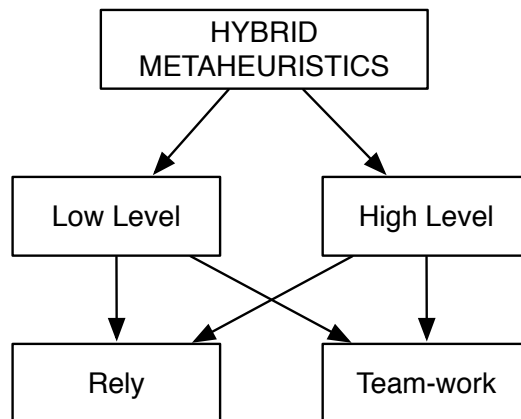 HYBRID
METAHEURISTICS
Low Level
High Level
Rely
Team-work